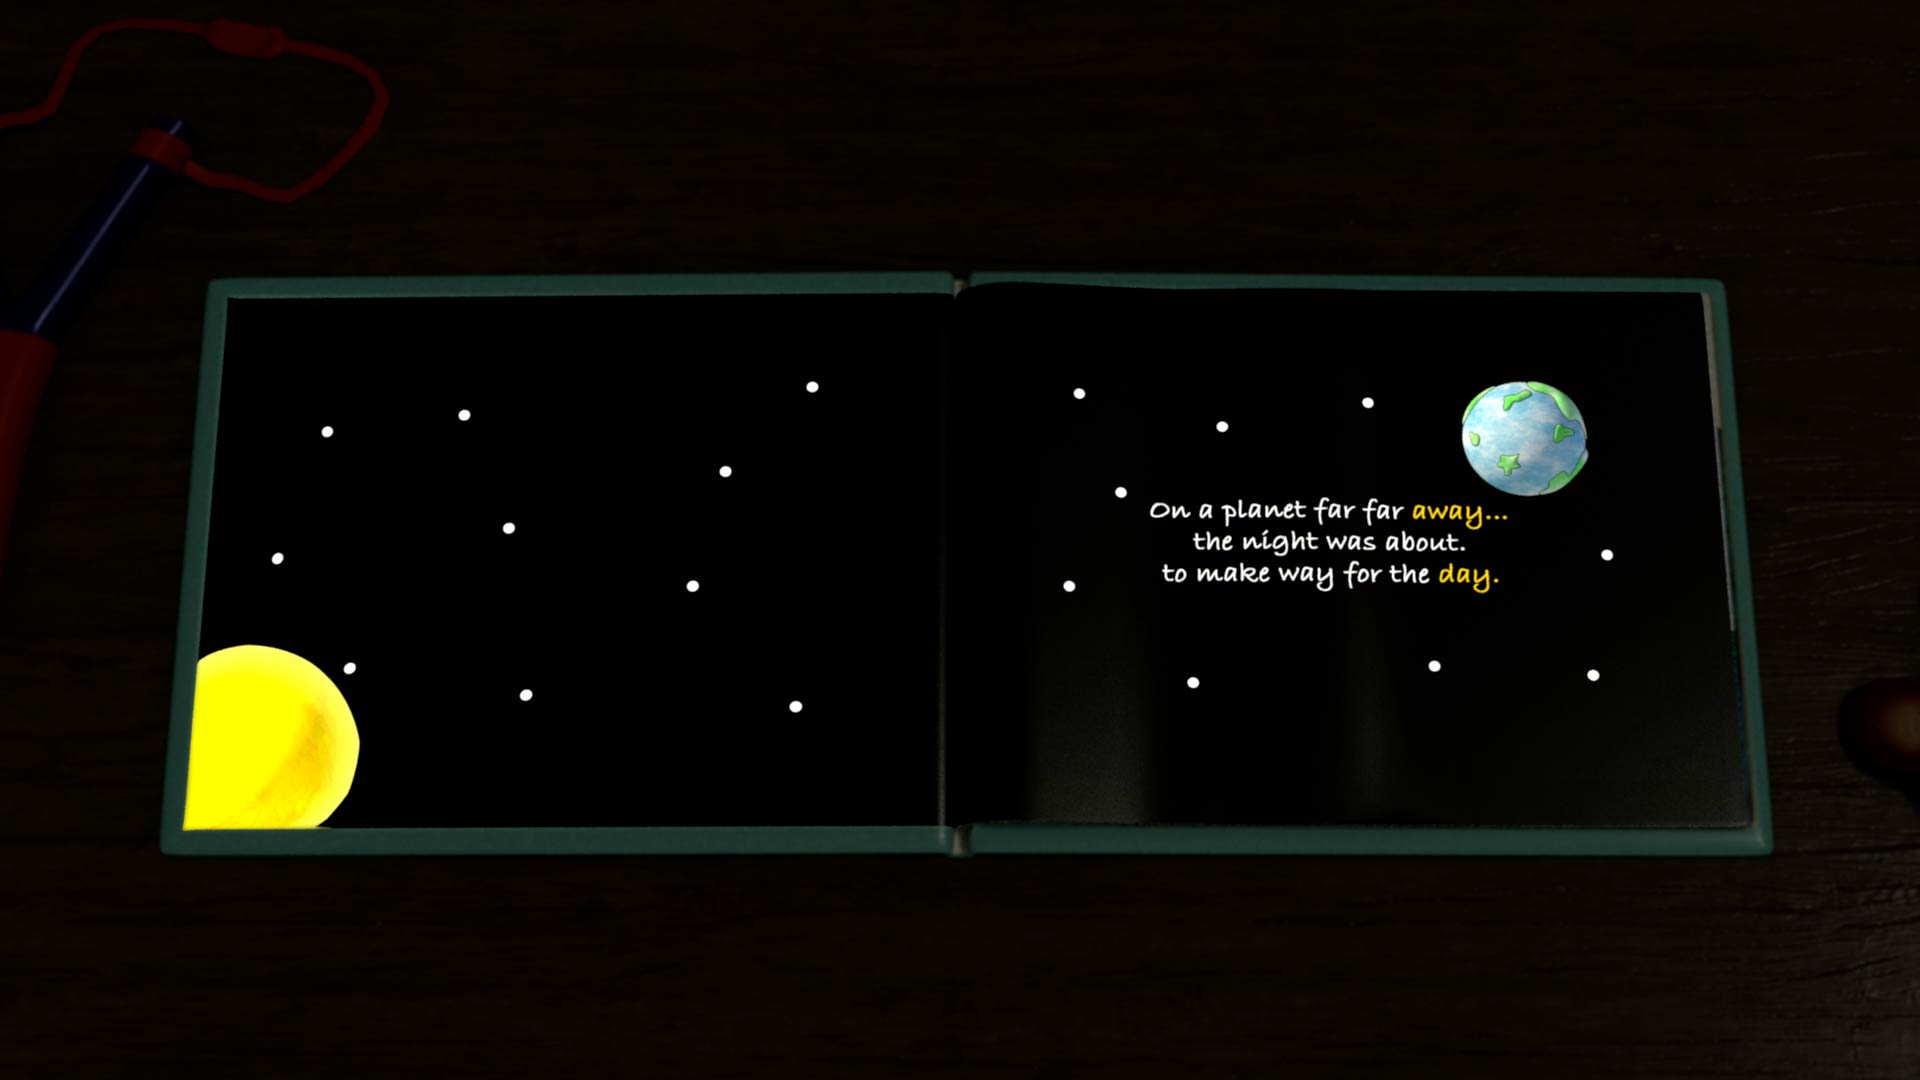 On a planet far far away...
the night was about.
to make way for the day.